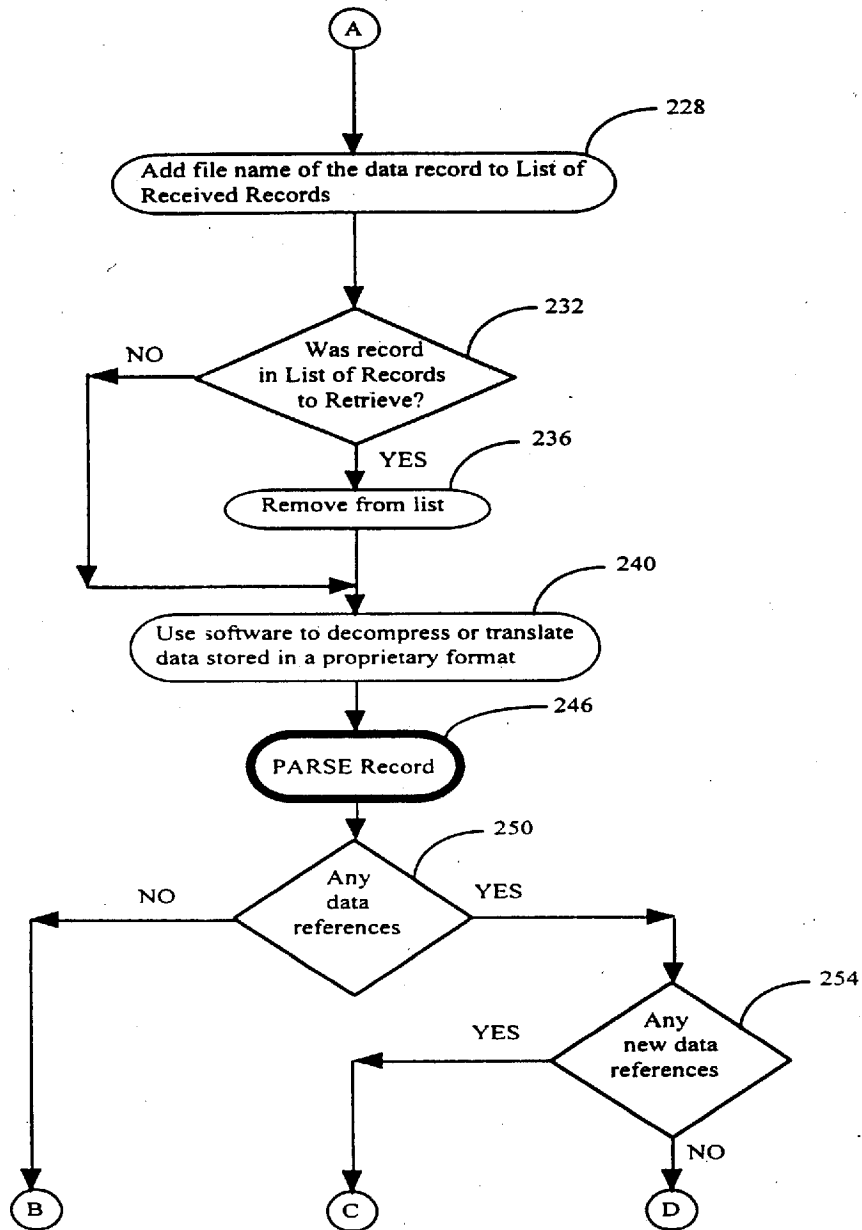 A
228
Add file name of the data record to List of
Received Records
232
NO
Was record
in List of Records
to Retrieve?
236
YES
Remove from list
240
Use software to decompress or translate
data stored in a proprietary format
246
PARSE Record
250
NO
Any
data
references
YES
254
YES
Any
new data
references
NO
B
C
D